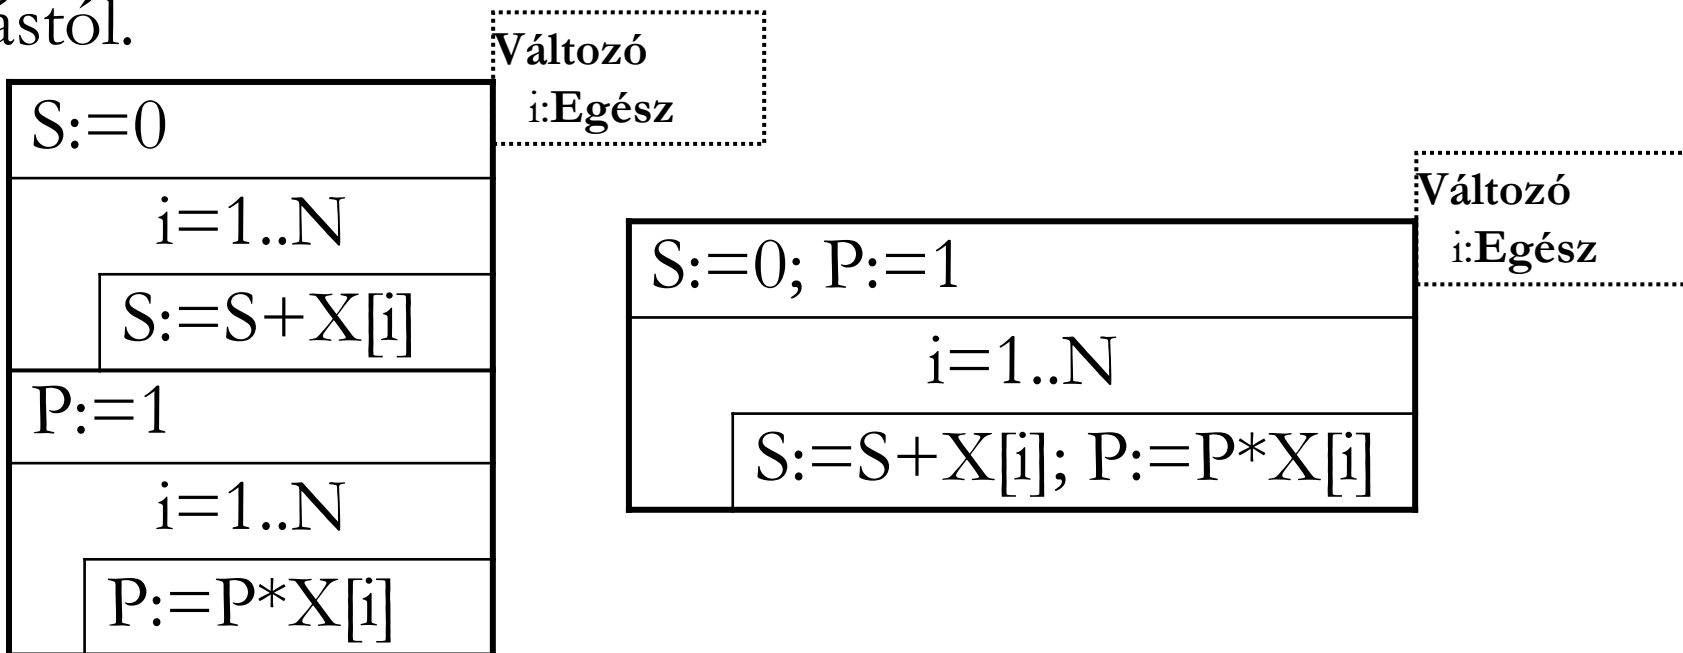 ástól.
Változó
i:Egész
S:=0
i=1..N
S:=S+X[i]
P:=1
i=1..N
P:=P*X[i]
Változó
i:Egész
S:=0; P:=1
i=1..N
S:=S+X[i]; P:=P*X[i]